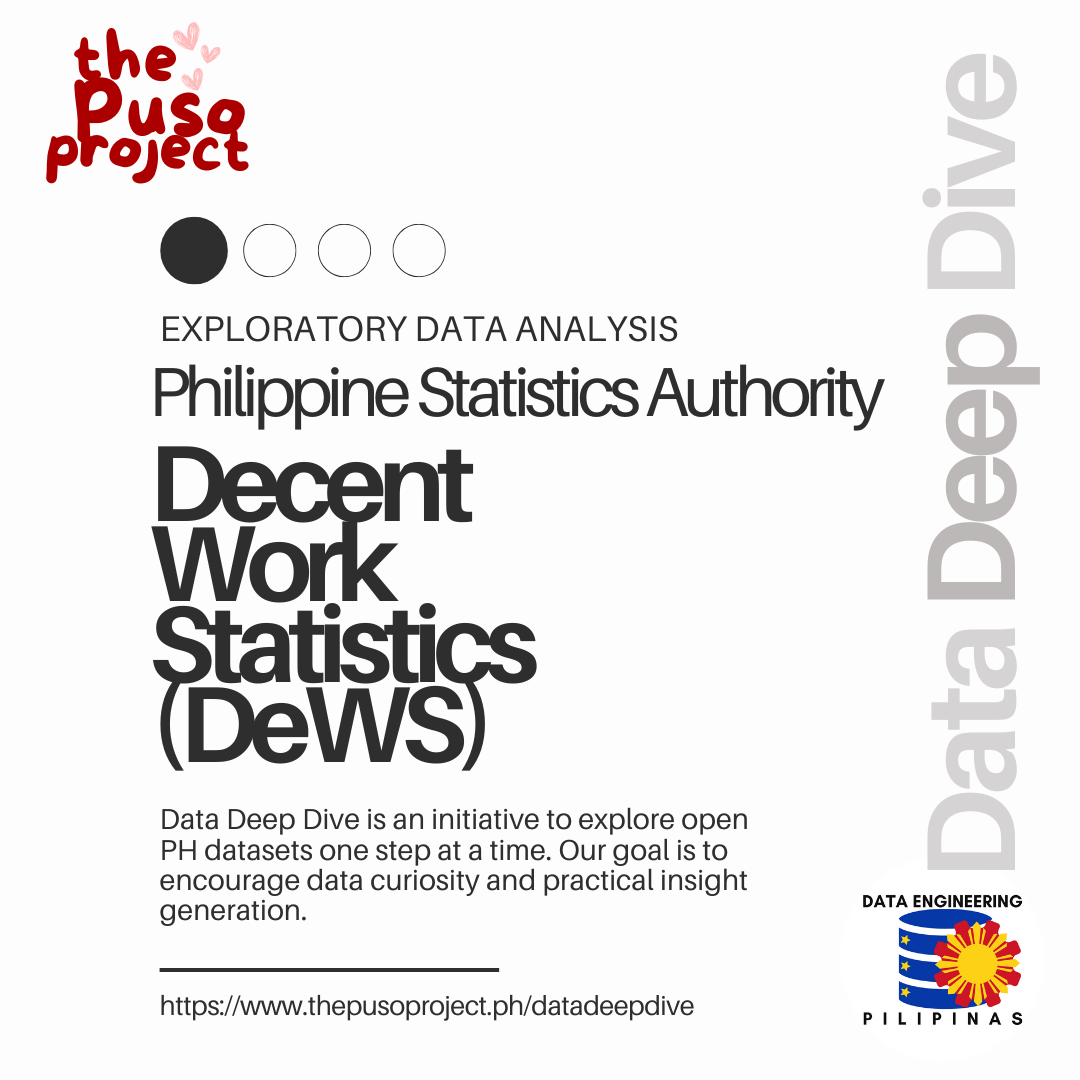 the
Puso
project
EXPLORATORY DATA ANALYSIS
Philippine Statistics Authority
Decent
Work
Statistics
(DeWS)
Data Deep Dive is an initiative to explore open
PH datasets one step at a time. Our goal is to
encourage data curiosity and practical insight
generation.
https://www.thepusoproject.ph/datadeepdive
Data Deep Dive
DATA ENGINEERING
PILIPINAS